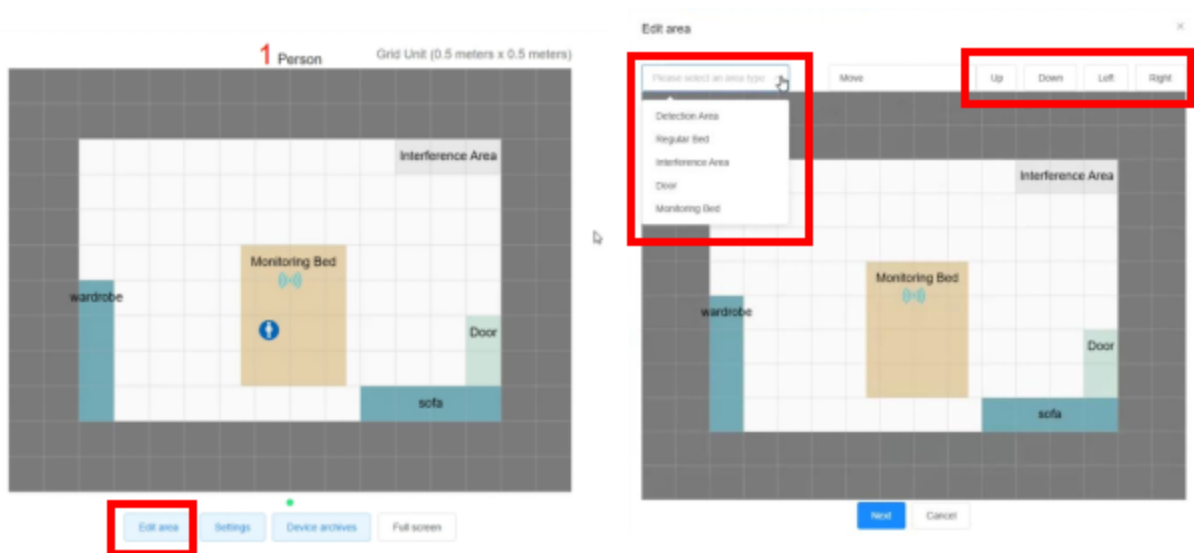 1 Person
Grid Unit (0.5 meters x 0.5 meters)
Interference Area
Monitoring Bed
wardrobe
Door
sofa
Edit area
Settings
Device archives
Full screen
Edit area
Please select an area type
Move
Up
Down
Left
Right
Detection Area
Regular Bed
Interference Area
Door
Monitoring Bed
Interference Area
Monitoring Bed
wardrobe
Door
sofa
Next
Cancel